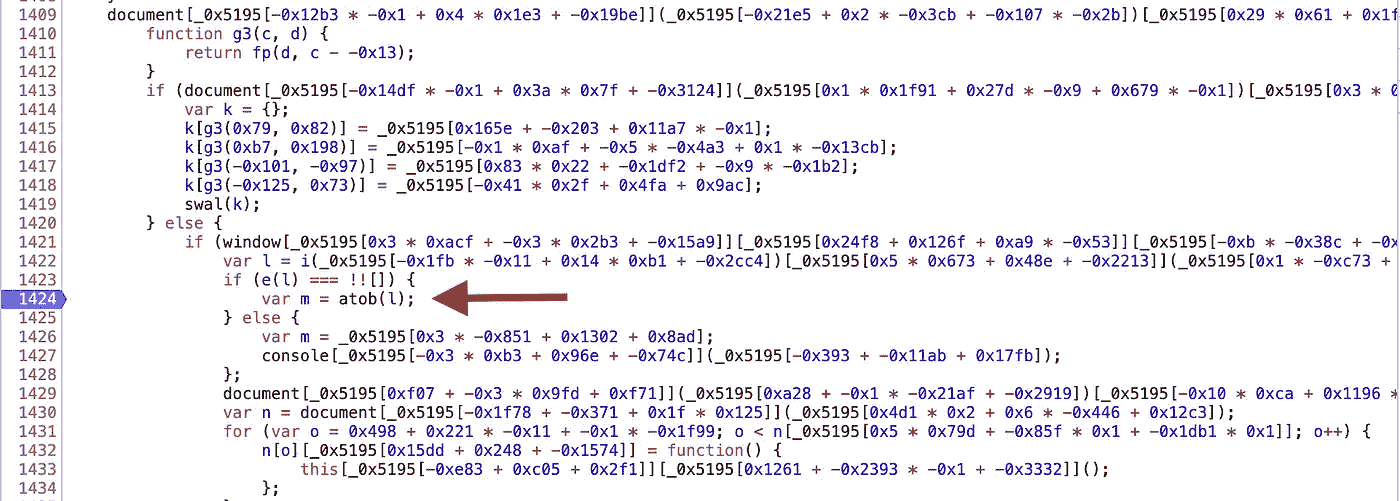 1409 document[_0x5195[-0x12b3 * -0x1 + 0x4 * 0x1e3 + -0x19be]](_0x5195[-0x21e5 + 0x2 * -0x3cb + -0x107 * -0x2b])[_0x5195[0x29 * 0x61 + 0x1f
1410 function g3(c, d) {
1411 return fp(d, c - -0x13);
1412 }
1413 if (document[_0x5195[-0x14df * -0x1 + 0x3a * 0x7f + -0x3124]](_0x5195[0x1 * 0x1f91 + 0x27d * -0x9 + 0x679 * -0x1])[_0x5195[0x3 * 0
1414 var k = {};
1415 k[g3(0x79, 0x82)] = _0x5195[0x165e + -0x203 + 0x11a7 * -0x1];
1416 k[g3(0xb7, 0x198)] = _0x5195[-0x1 * 0xaf + -0x5 * -0x4a3 + 0x1 * -0x13cb];
1417 k[g3(-0x101, -0x97)] = _0x5195[0x83 * 0x22 + -0x1df2 + -0x9 * -0x1b2];
1418 k[g3(-0x125, 0x73)] = _0x5195[-0x41 * 0x2f + 0x4fa + 0x9ac];
1419 swal(k);
1420 } else {
1421 if (window[_0x5195[0x3 * 0xacf + -0x3 * 0x2b3 + -0x15a9]][_0x5195[0x24f8 + 0x126f + 0xa9 * -0x53]][_0x5195[-0xb * -0x38c + -0x
1422 var l = i(_0x5195[-0x1fb * -0x11 + 0x14 * 0xb1 + -0x2cc4])[_0x5195[0x5 * 0x673 + 0x48e + -0x2213]](_0x5195[0x1 * -0xc73 +
1423 if (e(l) === !![]) {
1424 var m = atob(l);
1425 } else {
1426 var m = _0x5195[0x3 * -0x851 + 0x1302 + 0x8ad];
1427 console[_0x5195[-0x3 * 0xb3 + 0x96e + -0x74c]](_0x5195[-0x393 + -0x11ab + 0x17fb]);
1428 };
1429 document[_0x5195[0xf07 + -0x3 * 0x9fd + 0xf71]](_0x5195[0xa28 + -0x1 * -0x21af + -0x2919])[_0x5195[-0x10 * 0xca + 0x1196 *
1430 var n = document[_0x5195[-0x1f78 + -0x371 + 0x1f * 0x125]](_0x5195[0x4d1 * 0x2 + 0x6 * -0x446 + 0x12c3]);
1431 for (var o = 0x498 + 0x221 * -0x11 + -0x1 * -0x1f99; o < n[_0x5195[0x5 * 0x79d + -0x85f * 0x1 + -0x1db1 * 0x1]]; o++) {
1432 n[o][_0x5195[0x15dd + 0x248 + -0x1574]] = function() {
1433 this[_0x5195[-0xe83 + 0xc05 + 0x2f1]][_0x5195[0x1261 + -0x2393 * -0x1 + -0x3332]]();
1434 };